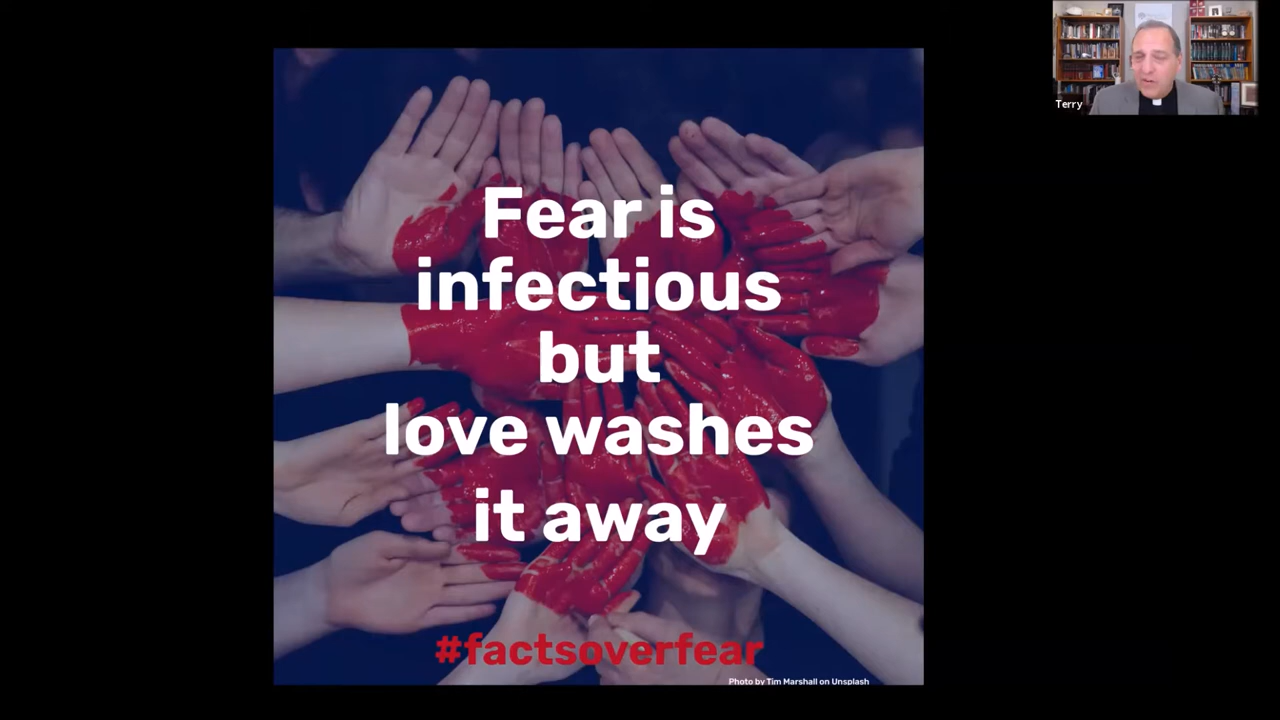 Fear is
infectious
but
love washes
it away
#factsoverfear
Photo by Tim Marshall on Unsplash
Terry